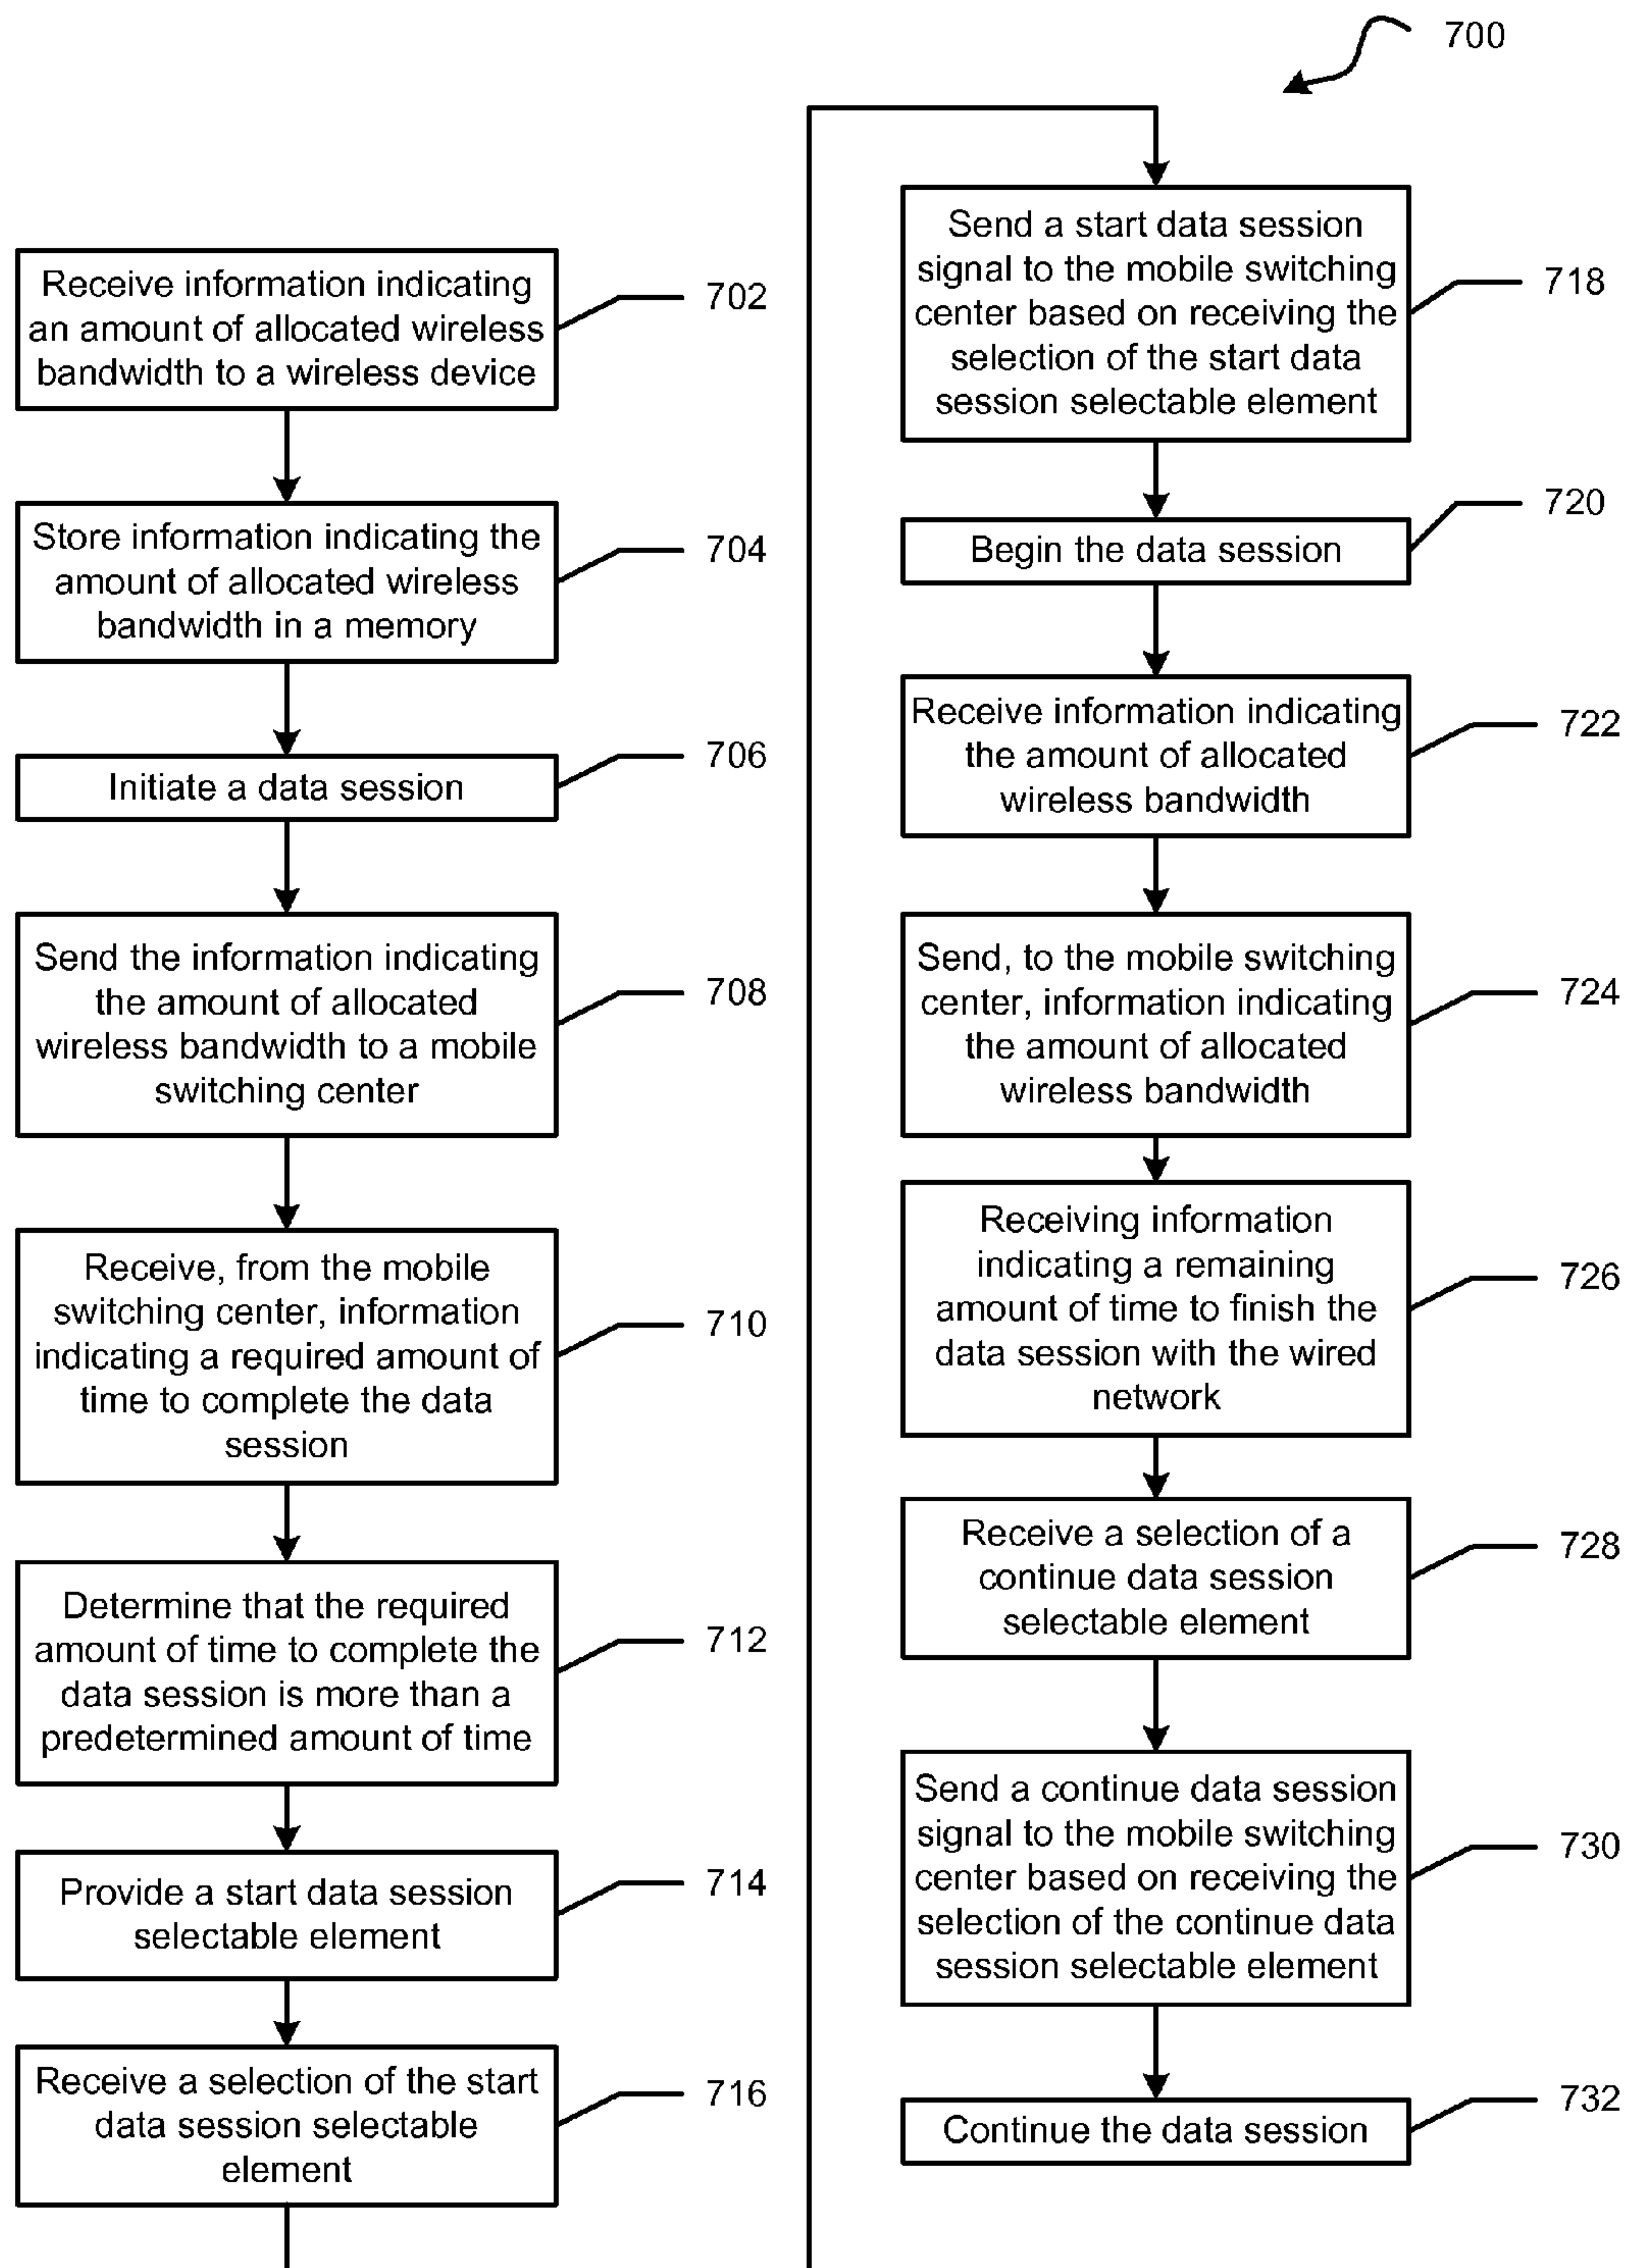 700
Receive information indicating
an amount of allocated wireless
bandwidth to a wireless device
702
Store information indicating the
amount of allocated wireless
bandwidth in a memory
704
Initiate a data session
706
Send the information indicating
the amount of allocated
wireless bandwidth to a mobile
switching center
708
Receive, from the mobile
switching center, information
indicating a required amount of
time to complete the data
session
710
Determine that the required
amount of time to complete the
data session is more than a
predetermined amount of time
712
Provide a start data session
selectable element
714
Receive a selection of the start
data session selectable
element
716
Send a start data session
signal to the mobile switching
center based on receiving the
selection of the start data
session selectable element
718
Begin the data session
720
Receive information indicating
the amount of allocated
wireless bandwidth
722
Send, to the mobile switching
center, information indicating
the amount of allocated
wireless bandwidth
724
Receiving information
indicating a remaining
amount of time to finish the
data session with the wired
network
726
Receive a selection of a
continue data session
selectable element
728
Send a continue data session
signal to the mobile switching
center based on receiving the
selection of the continue data
session selectable element
730
Continue the data session
732